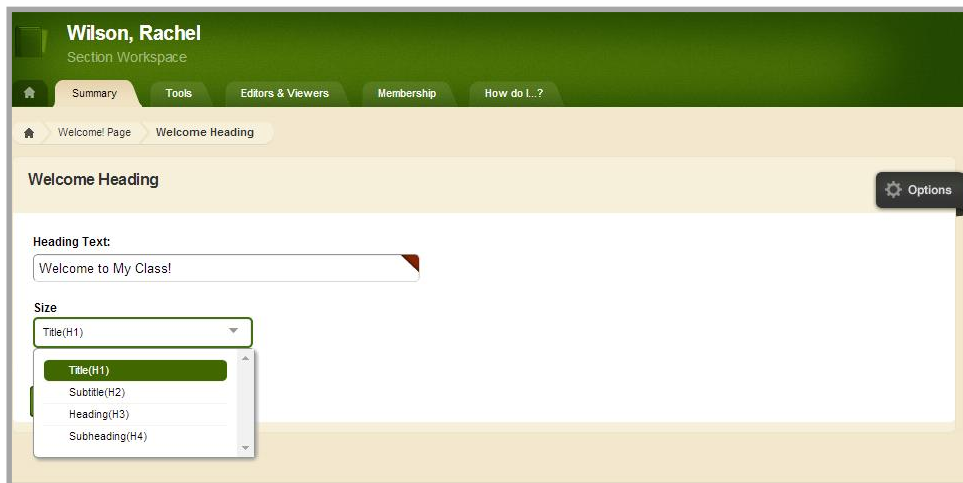 Wilson, Rachel
Section Workspace
Summary Tools Editors & Viewers Membership How do I...?
Welcome! Page Welcome Heading
Welcome Heading
Options
Heading Text:
Welcome to My Class!
Size
Title(H1)
Title(H1)
Subtitle(H2)
Heading(H3)
Subheading(H4)